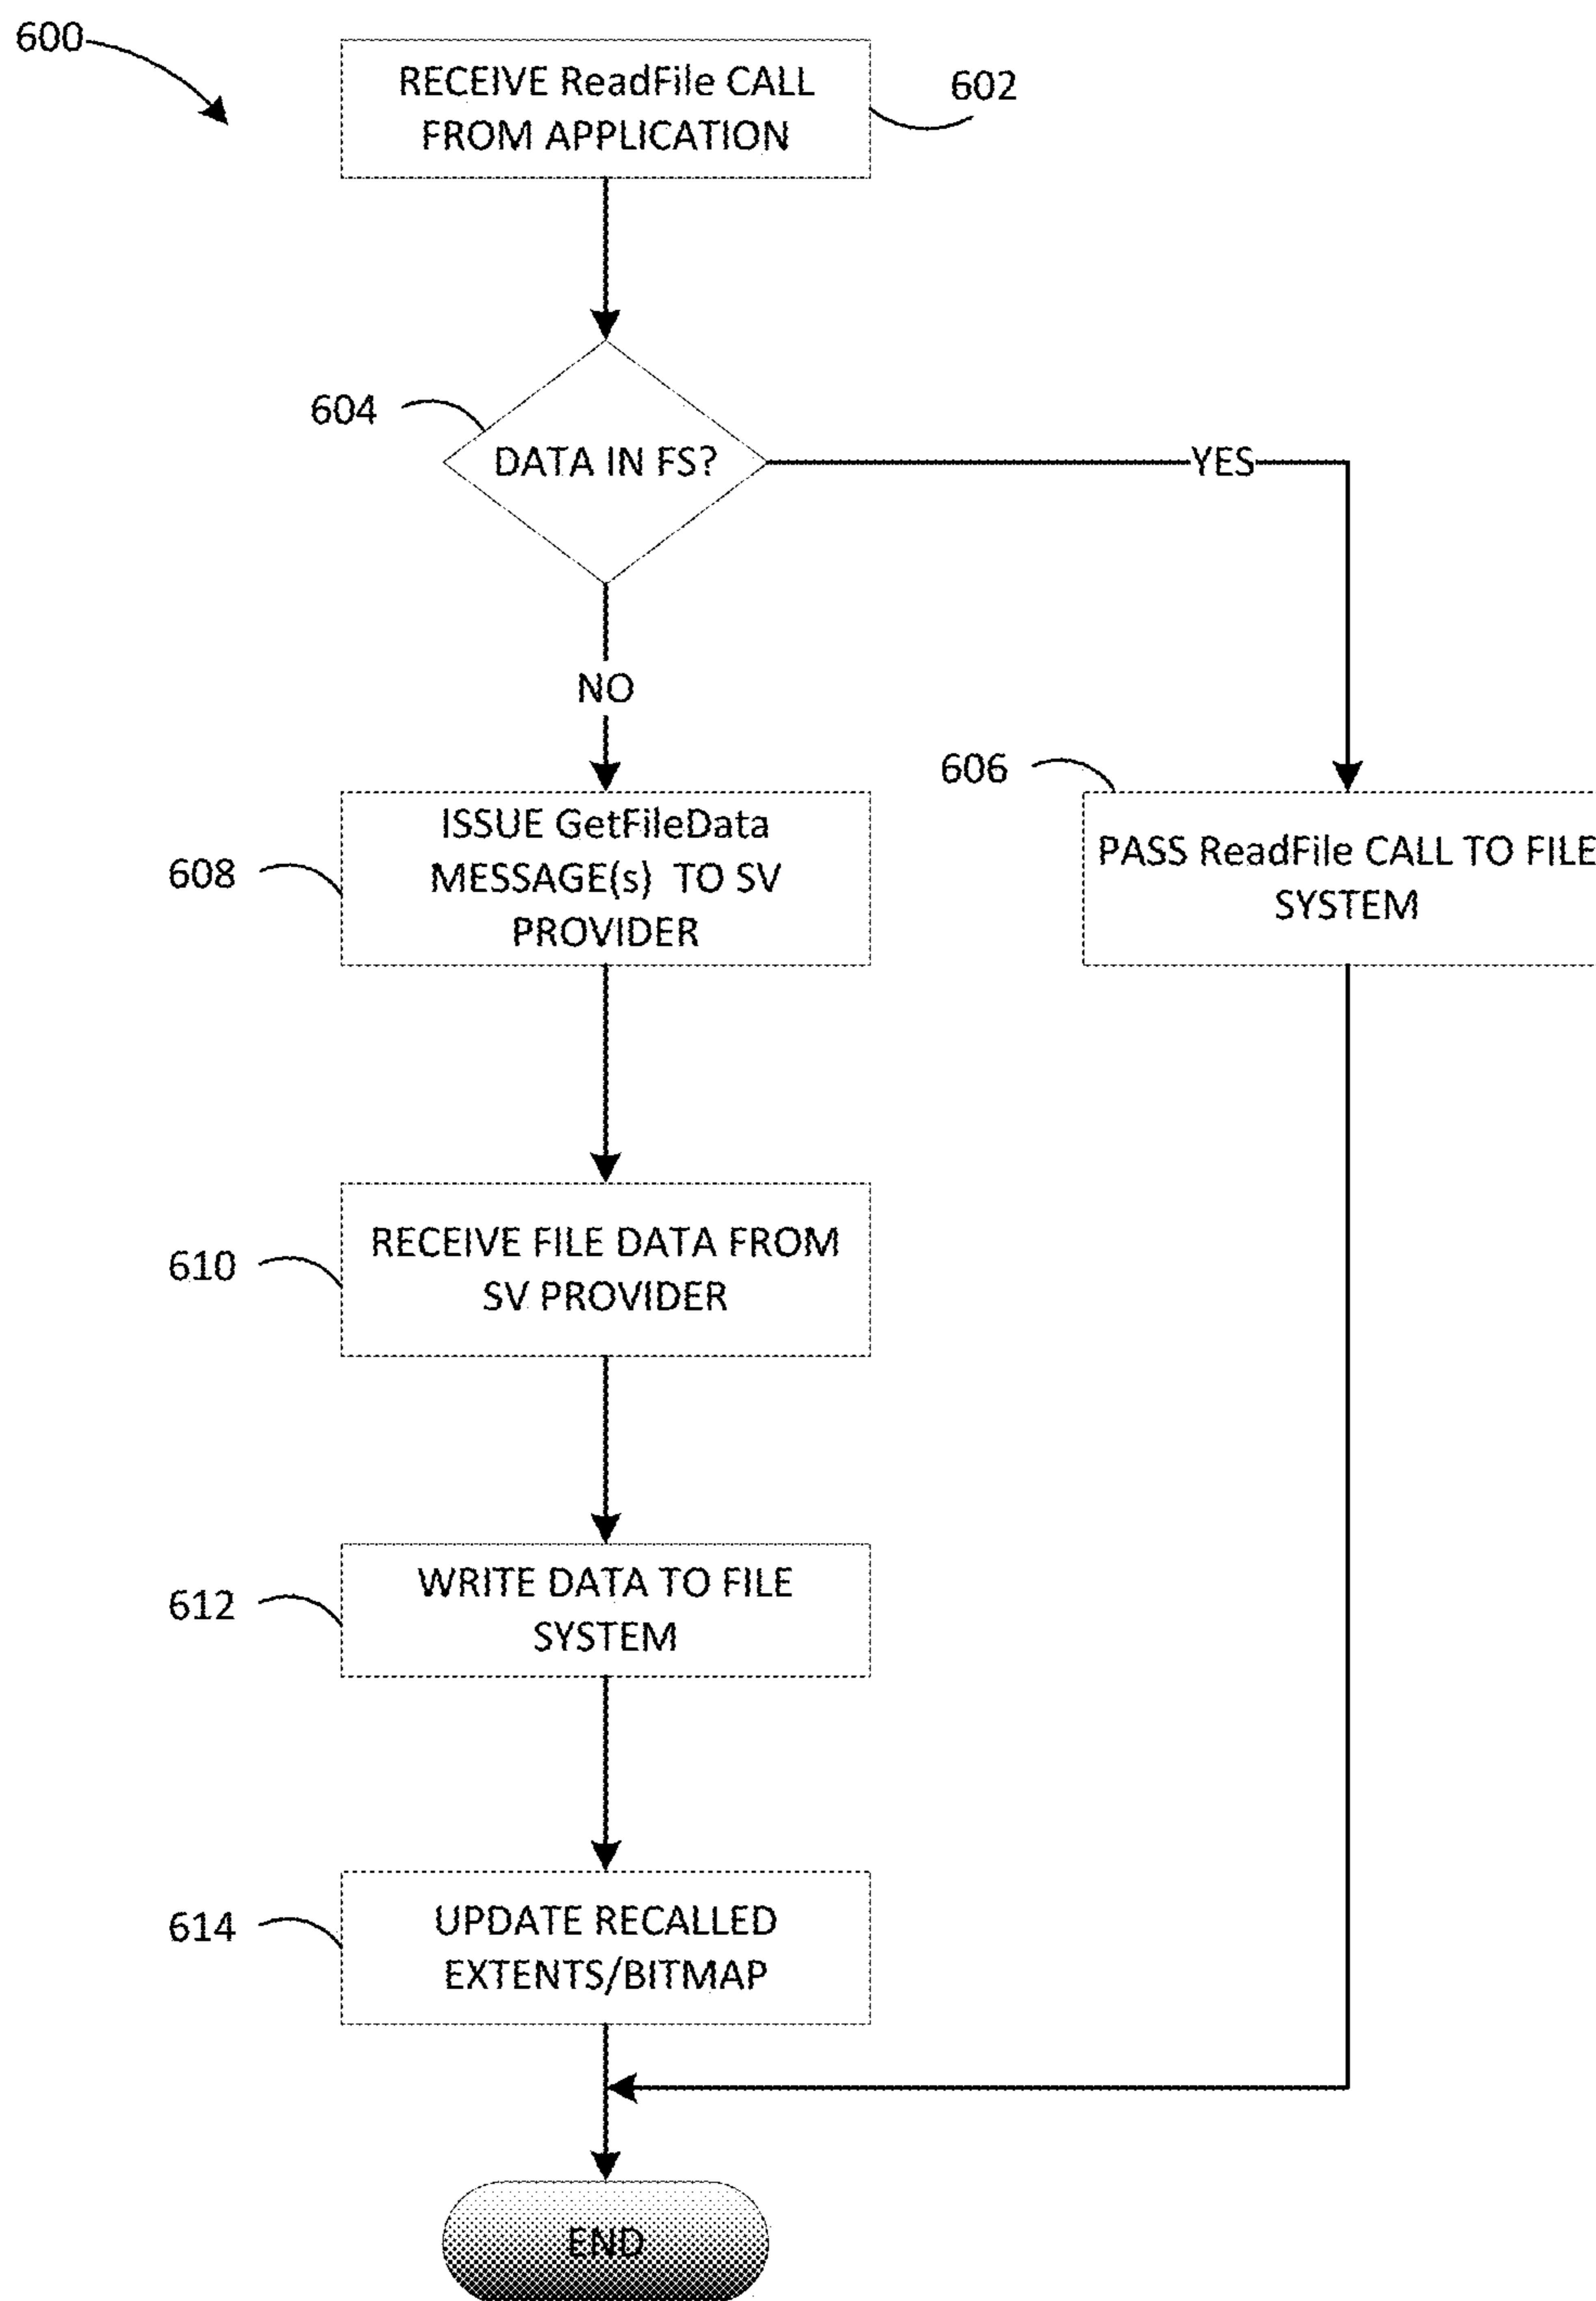 600
RECEIVE ReadFile CALL
FROM APPLICATION
602
604
DATA IN FS?
YES
NO
606
608
ISSUE GetFileData
MESSAGE(s) TO SV
PROVIDER
PASS ReadFile CALL TO FILE
SYSTEM
610
RECEIVE FILE DATA FROM
SV PROVIDER
612
WRITE DATA TO FILE
SYSTEM
614
UPDATE RECALLED
EXTENTS/BITMAP
END